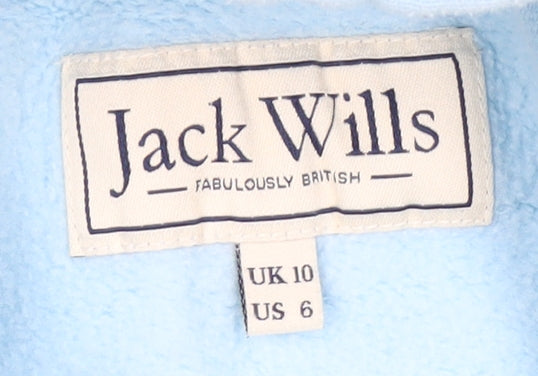 Jack Wills
FABULOUSLY BRITISH
UK 10
US 6